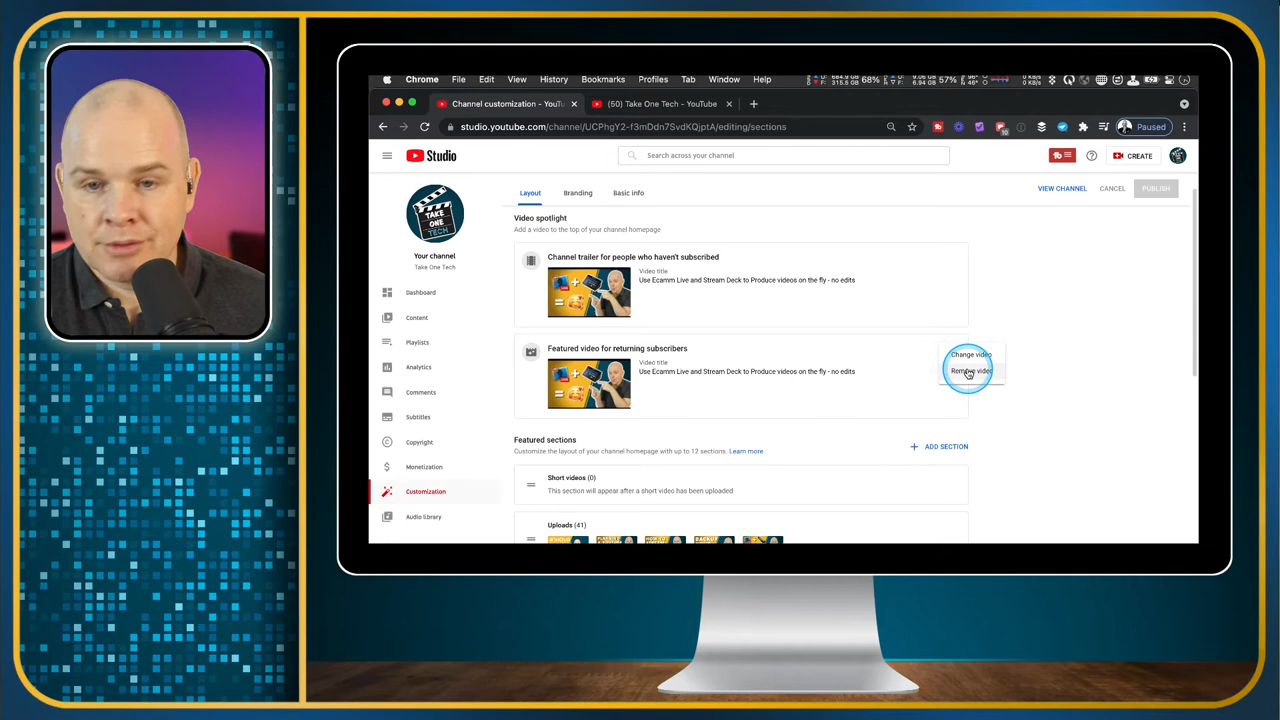 Chrome File Edit View History Bookmarks Profiles Tab Window Help 68% 57%
Channel customization - YouTu
(50) Take One Tech - YouTube
studio.youtube.com/channel/UCPhgY2-f3mDdn7SvdKQjptA/editing/sections
Paused
Studio
Search across your channel
CREATE
TAKE
ONE
TECH
Your channel
Take One Tech
Dashboard
Content
Playlists
Analytics
Comments
Subtitles
Copyright
Monetization
Customization
Audio library
Layout Branding Basic info
VIEW CHANNEL CANCEL PUBLISH
Video spotlight
Add a video to the top of your channel homepage
Channel trailer for people who haven't subscribed
Video title
Use Ecamm Live and Stream Deck to Produce videos on the fly - no edits
Featured video for returning subscribers
Video title
Use Ecamm Live and Stream Deck to Produce videos on the fly - no edits
Change video
Remove video
Featured sections
Customize the layout of your channel homepage with up to 12 sections. Learn more
ADD SECTION
Short videos (0)
This section will appear after a short video has been uploaded
Uploads (41)